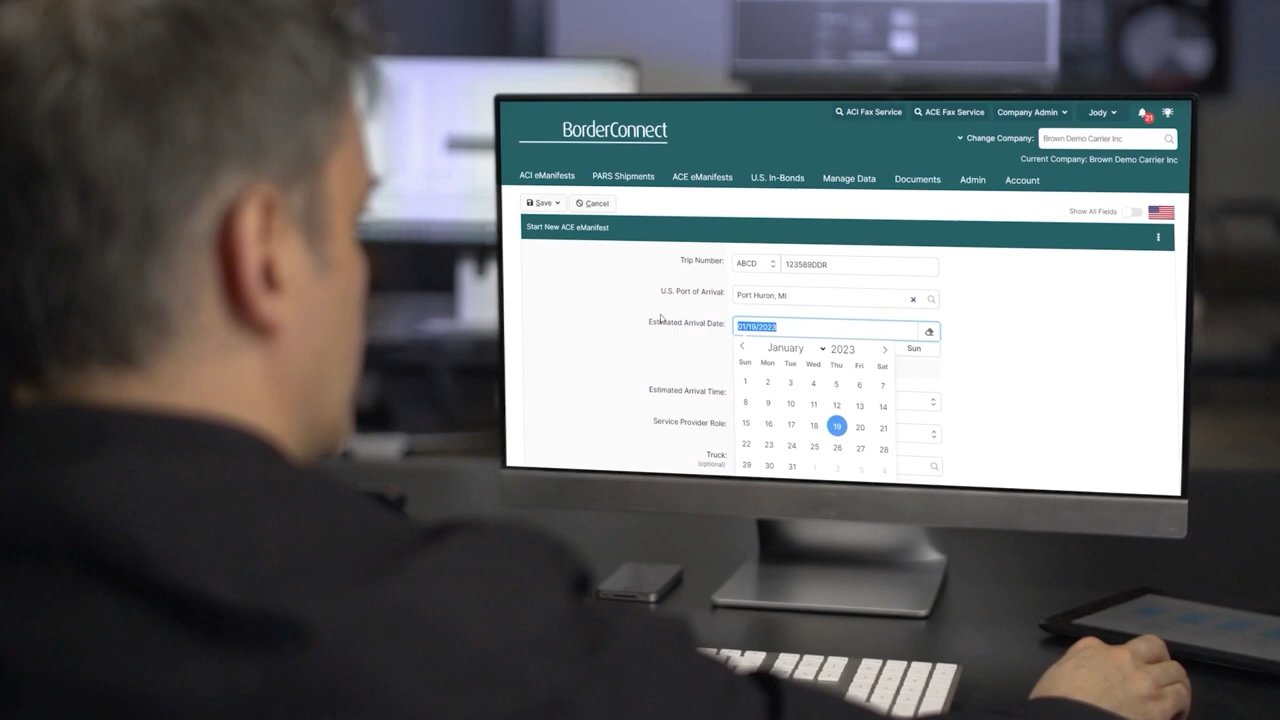 ACI Fax Service ACE Fax Service Company Admin Jody 21
BorderConnect
Change Company: Brown Demo Carrier Inc
Current Company: Brown Demo Carrier Inc
ACI eManifests PARS Shipments ACE eManifests U.S. In-Bonds Manage Data Documents Admin Account
Save Cancel
Show All Fields
Start New ACE eManifest
Trip Number: ABCD 123589DDR
U.S. Port of Arrival: Port Huron, MI
Estimated Arrival Date: 01/19/2023
January 2023 Sun
Sun Mon Tue Wed Thu Fri Sat
1 2 3 4 5 6 7
Estimated Arrival Time:
8 9 10 11 12 13 14
Service Provider Role:
15 16 17 18 19 20 21
22 23 24 25 26 27 28
Truck:
(optional)
29 30 31 1 2 3 4